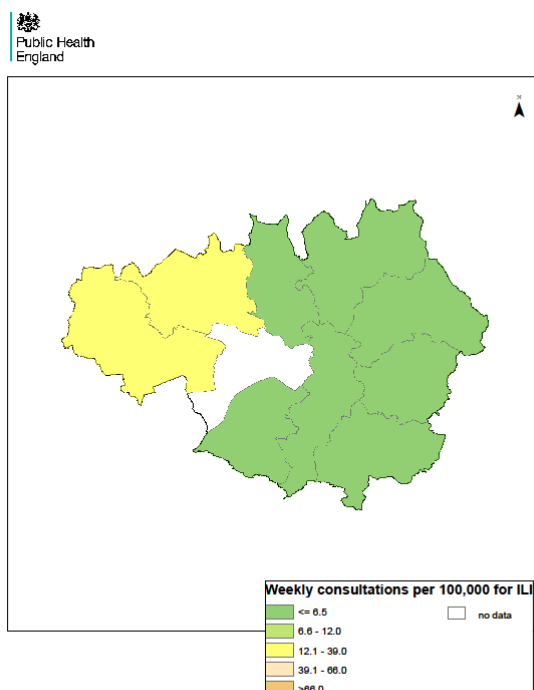 Public Health
England
N
Weekly consultations per 100,000 for ILI
<= 6.5
no data
6.6 - 12.0
12.1 - 39.0
39.1 - 66.0
>66.0